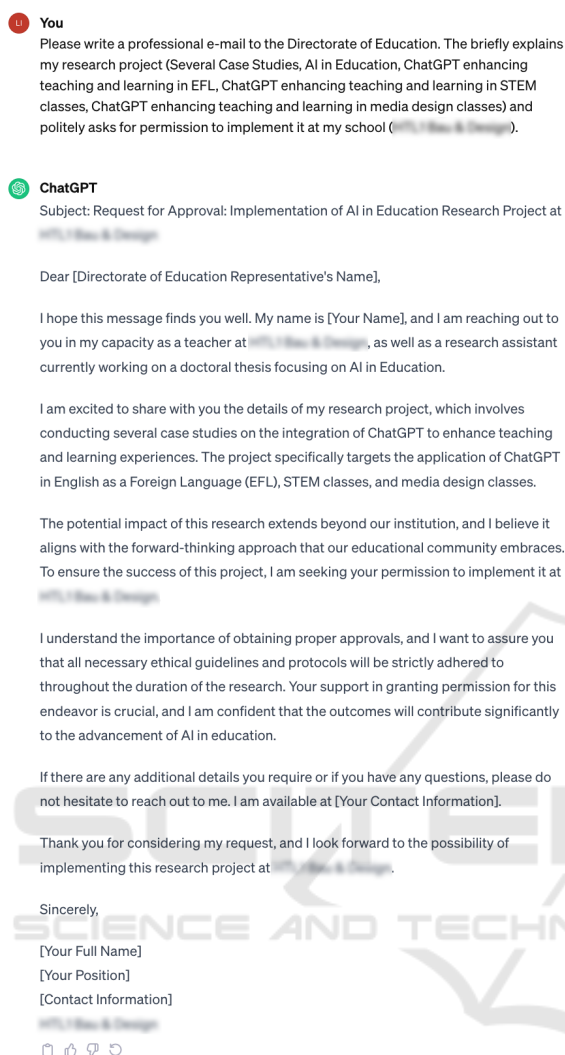 LI
You
Please write a professional e-mail to the Directorate of Education. The briefly explains
my research project (Several Case Studies, AI in Education, ChatGPT enhancing
teaching and learning in EFL, ChatGPT enhancing teaching and learning in STEM
classes, ChatGPT enhancing teaching and learning in media design classes) and
politely asks for permission to implement it at my school ( ).
ChatGPT
Subject: Request for Approval: Implementation of AI in Education Research Project at
Dear [Directorate of Education Representative's Name],
I hope this message finds you well. My name is [Your Name], and I am reaching out to
you in my capacity as a teacher at , as well as a research assistant
currently working on a doctoral thesis focusing on AI in Education.
I am excited to share with you the details of my research project, which involves
conducting several case studies on the integration of ChatGPT to enhance teaching
and learning experiences. The project specifically targets the application of ChatGPT
in English as a Foreign Language (EFL), STEM classes, and media design classes.
The potential impact of this research extends beyond our institution, and I believe it
aligns with the forward-thinking approach that our educational community embraces.
To ensure the success of this project, I am seeking your permission to implement it at
I understand the importance of obtaining proper approvals, and I want to assure you
that all necessary ethical guidelines and protocols will be strictly adhered to
throughout the duration of the research. Your support in granting permission for this
endeavor is crucial, and I am confident that the outcomes will contribute significantly
to the advancement of AI in education.
If there are any additional details you require or if you have any questions, please do
not hesitate to reach out to me. I am available at [Your Contact Information].
Thank you for considering my request, and I look forward to the possibility of
implementing this research project at .
Sincerely,
[Your Full Name]
[Your Position]
[Contact Information]
SCITE
SCIENCE AND TECHN